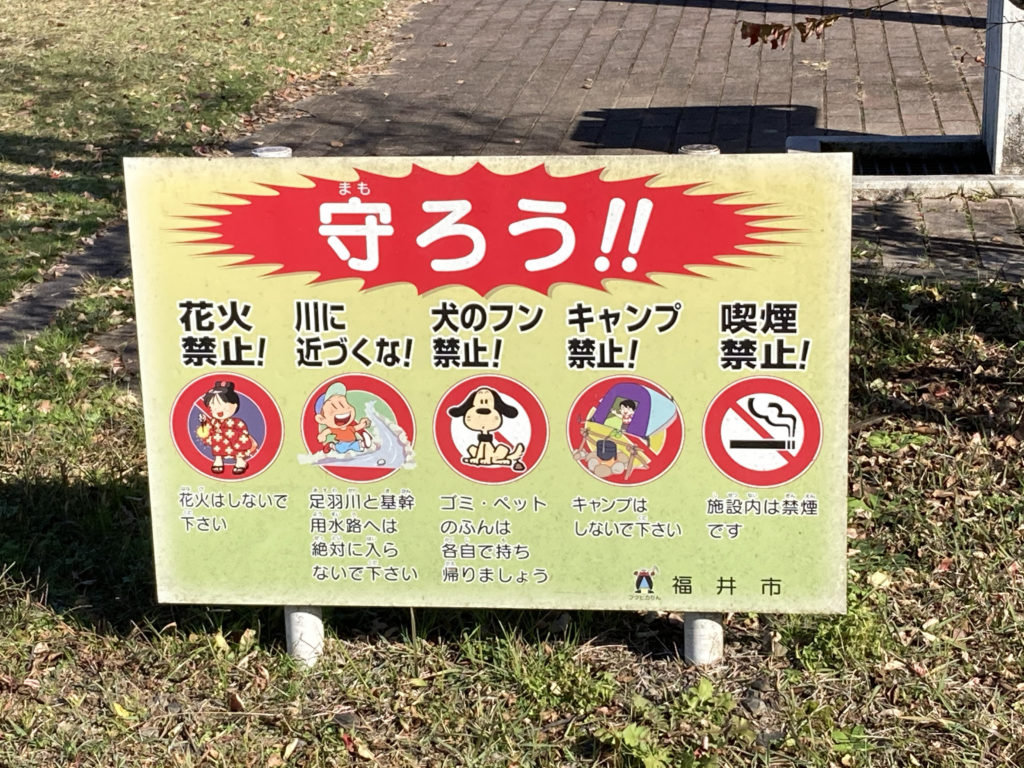 まも
守ろう!!
花火
禁止!
川に
近づくな!
犬のフン
禁止!
キャンプ
禁止!
喫煙
禁止!
花火はしないで
下さい
足羽川と基幹
用水路へは
絶対に入ら
ないで下さい
ゴミ・ペット
のふんは
各自で持ち
帰りましょう
キャンプは
しないで下さい
施設内は禁煙
です
福井市